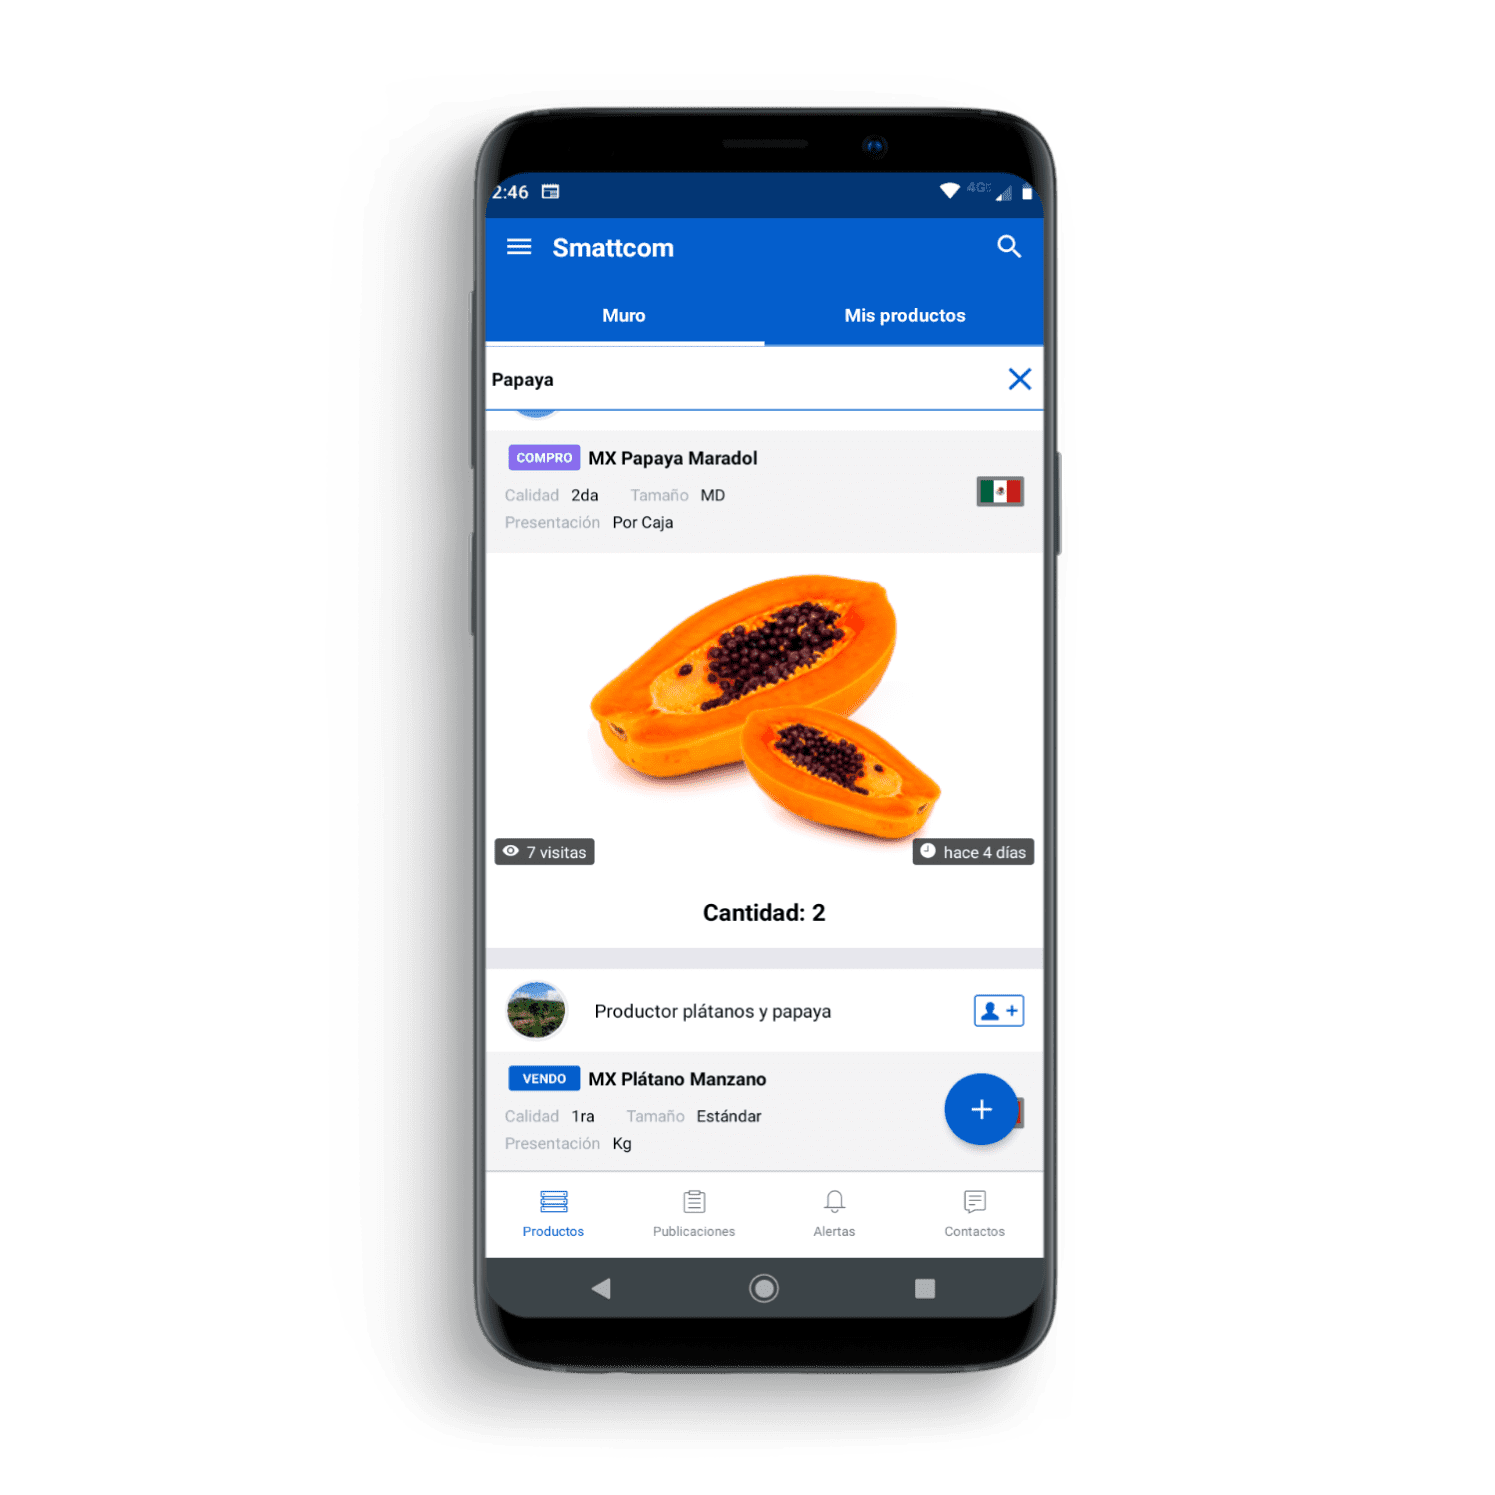 2:46
4G
Smattcom
Muro Mis productos
Papaya
COMPRO MX Papaya Maradol
Calidad 2da Tamaño MD
Presentación Por Caja
7 visitas hace 4 días
Cantidad: 2
Productor plátanos y papaya
VENDO MX Plátano Manzano
Calidad 1ra Tamaño Estándar
Presentación Kg
Productos Publicaciones Alertas Contactos